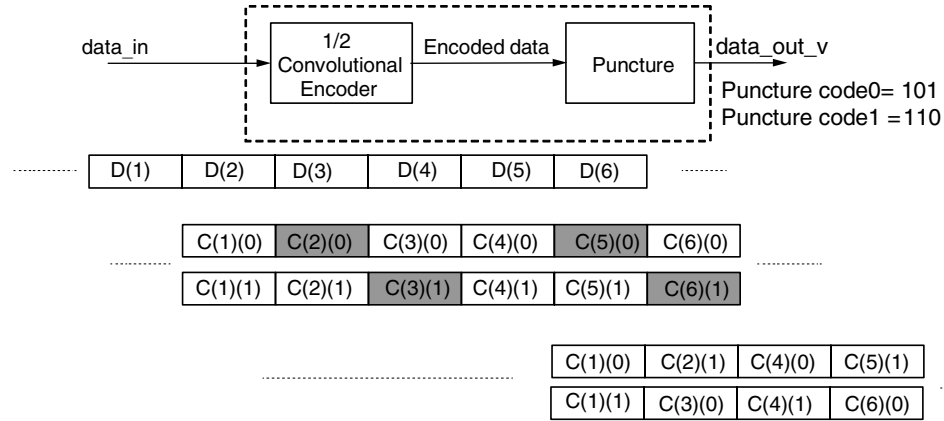 data_in
1/2
Convolutional
Encoder
Encoded data
Puncture
data_out_v
Puncture code0= 101
Puncture code1 =110
D(1) D(2) D(3) D(4) D(5) D(6)
C(1)(0) C(2)(0) C(3)(0) C(4)(0) C(5)(0) C(6)(0)
C(1)(1) C(2)(1) C(3)(1) C(4)(1) C(5)(1) C(6)(1)
C(1)(0) C(2)(1) C(4)(0) C(5)(1)
C(1)(1) C(3)(0) C(4)(1) C(6)(0)